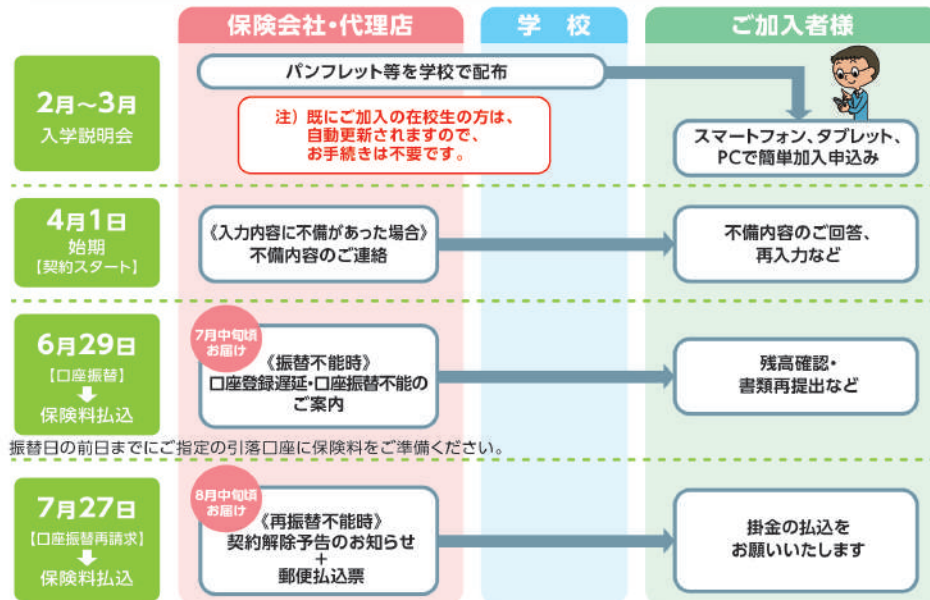 保険会社・代理店
学校
ご加入者様
2月〜3月
入学説明会
パンフレット等を学校で配布
注）既にご加入の在校生の方は、
自動更新されますので、
お手続きは不要です。
スマートフォン、タブレット、
PCで簡単加入申込み
4月1日
始期
【契約スタート】
《入力内容に不備があった場合》
不備内容のご連絡
不備内容のご回答、
再入力など
6月29日
【口座振替】
保険料払込
7月中旬頃
お届け
《振替不能時》
口座登録遅延・口座振替不能の
ご案内
残高確認・
書類再提出など
振替日の前日までにご指定の引落口座に保険料をご準備ください。
7月27日
【口座振替再請求】
保険料払込
8月中旬頃
お届け
《再振替不能時》
契約解除予告のお知らせ
+
郵便払込票
掛金の払込を
お願いいたします